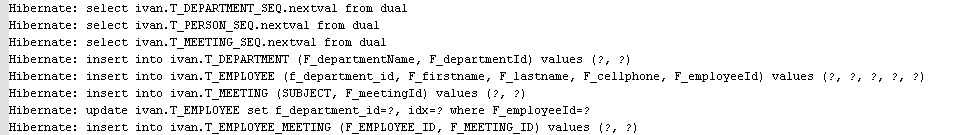 Hibernate: select ivan.T_DEPARTMENT_SEQ.nextval from dual
Hibernate: select ivan.T_PERSON_SEQ.nextval from dual
Hibernate: select ivan.T_MEETING_SEQ.nextval from dual
Hibernate: insert into ivan.T_DEPARTMENT (F_departmentName, F_departmentId) values (?, ?)
Hibernate: insert into ivan.T_EMPLOYEE (f_department_id, F_firstname, F_lastname, F_cellphone, F_employeeId) values (?, ?, ?, ?, ?)
Hibernate: insert into ivan.T_MEETING (SUBJECT, F_meetingId) values (?, ?)
Hibernate: update ivan.T_EMPLOYEE set f_department_id=?, idx=? where F_employeeId=?
Hibernate: insert into ivan.T_EMPLOYEE_MEETING (F_EMPLOYEE_ID, F_MEETING_ID) values (?, ?)